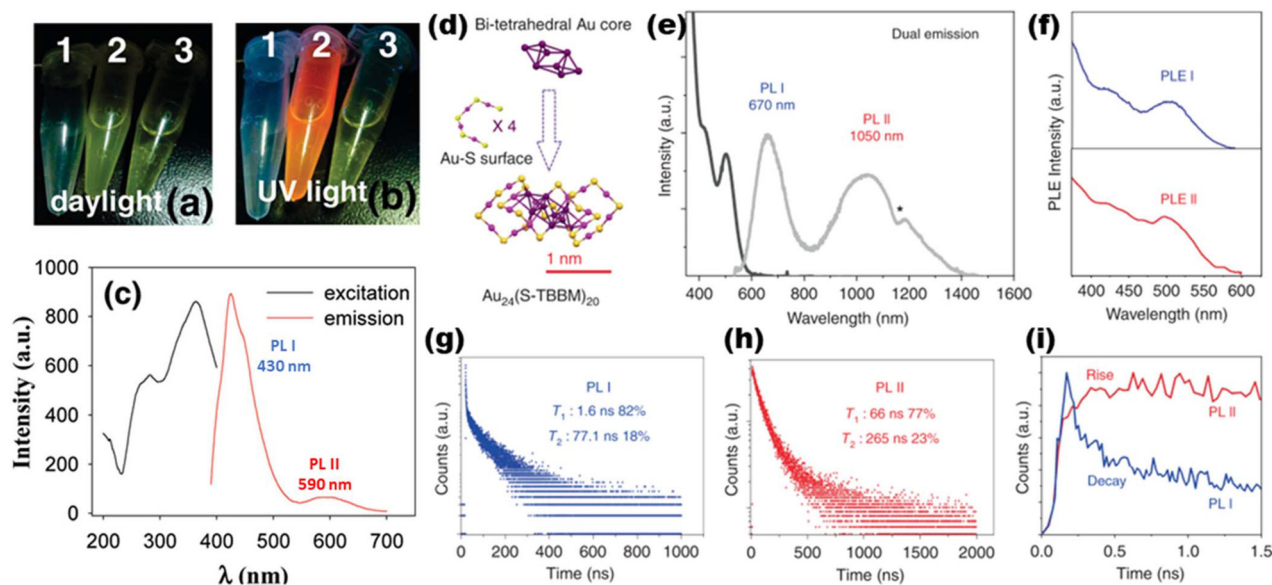 1 2 3
daylight (a)
1 2 3
UV light (b)
(c)
excitation
emission
PL I
430 nm
PL II
590 nm
Intensity (a.u.)
1000
800
600
400
200
0
200 300 400 500 600 700
λ (nm)
(d)
Bi-tetrahedral Au core
X 4
Au-S surface
1 nm
Au₂₄(S-TBBM)₂₀
(e)
Dual emission
PL I
670 nm
PL II
1050 nm
*
Intensity (a.u.)
400 600 800 1000 1200 1400 1600
Wavelength (nm)
(f)
PLE I
PLE II
PLE Intensity (a.u.)
400 450 500 550 600
Wavelength (nm)
(g)
PL I
T₁ : 1.6 ns 82%
T₂ : 77.1 ns 18%
Counts (a.u.)
0 200 400 600 800 1000
Time (ns)
(h)
PL II
T₁ : 66 ns 77%
T₂ : 265 ns 23%
Counts (a.u.)
0 500 1000 1500 2000
Time (ns)
(i)
Rise
PL II
Decay
PL I
Counts (a.u.)
0.0 0.5 1.0 1.5
Time (ns)